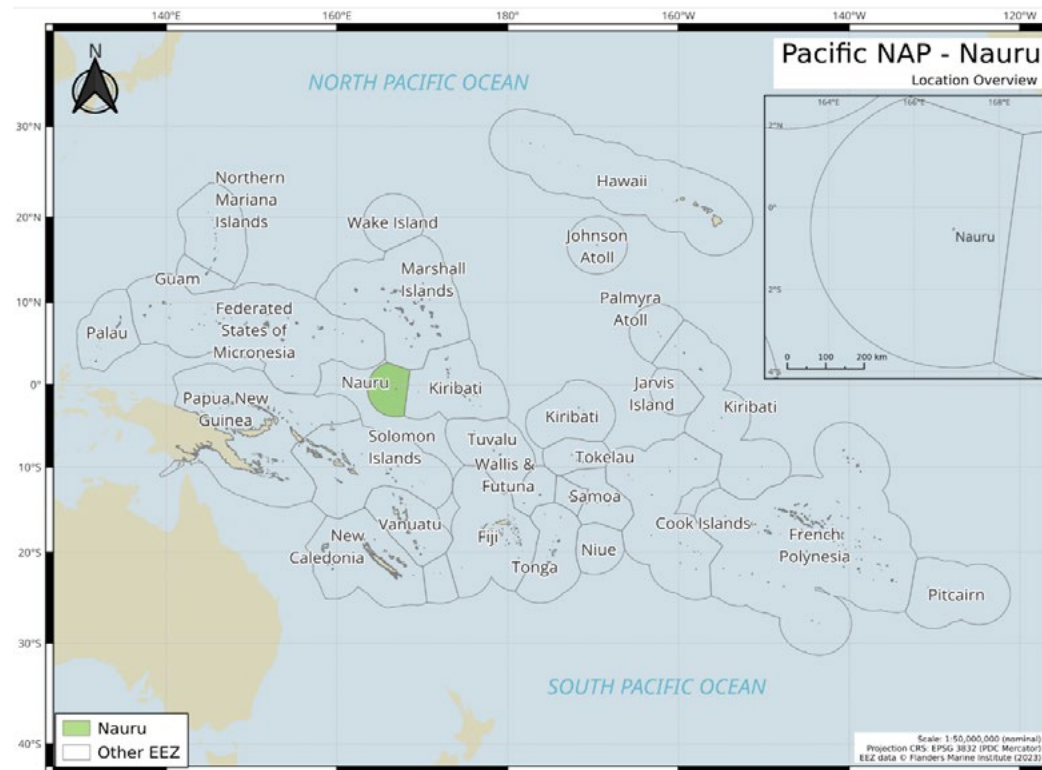 140°E 160°E 180° 160°W 140°W 120°W
Pacific NAP - Nauru
Location Overview
N
NORTH PACIFIC OCEAN
164°E 166°E 168°E
2°N
0°
2°S
4°S
Nauru
0 100 200 km
30°N
20°N
10°N
0°
10°S
20°S
30°S
40°S
Hawaii
Northern
Mariana
Islands
Wake Island
Johnson
Atoll
Guam
Marshall
Islands
Palmyra
Atoll
Palau
Federated
States of
Micronesia
Nauru
Kiribati
Jarvis
Island
Kiribati
Kiribati
Papua New
Guinea
Solomon
Islands
Tuvalu
Tokelau
Wallis &
Futuna
Samoa
Vanuatu
Cook Islands
New
Caledonia
Fiji
Niue
French
Polynesia
Tonga
Pitcairn
SOUTH PACIFIC OCEAN
Nauru
Other EEZ
Scale: 1:50,000,000 (nominal)
Projection CRS: EPSG 3832 (PDC Mercator)
EEZ data © Flanders Marine Institute (2023)